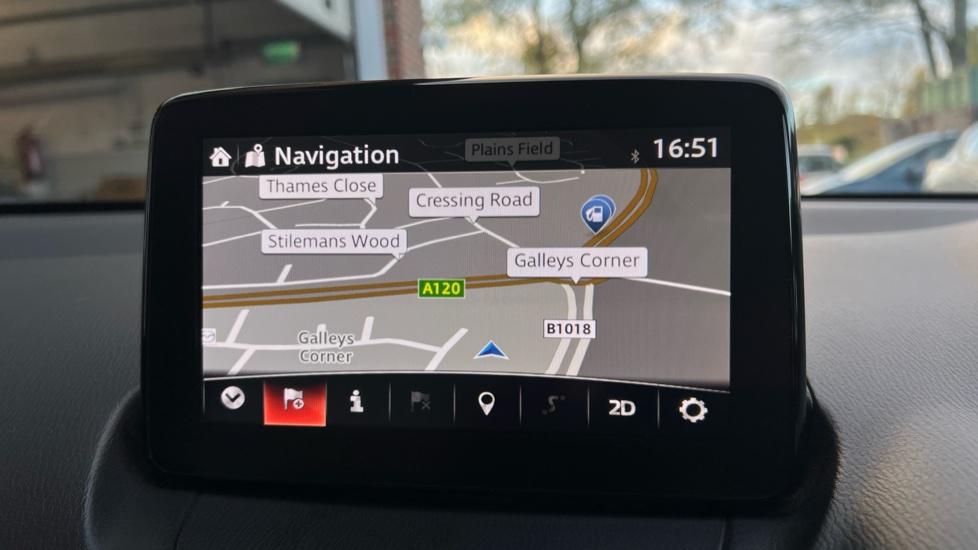 Navigation
Plains Field
16:51
Thames Close
Cressing Road
Stilemans Wood
Galleys Corner
A120
B1018
Galleys
Corner
2D